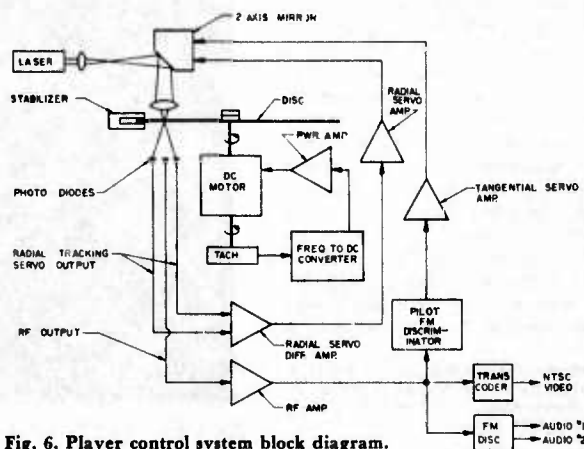 2 AXIS MIRROR
LASER
STABILIZER
DISC
RADIAL
SERVO
AMP.
PWR AMP
PHOTO DIODES
DC
MOTOR
TANGENTIAL SERVO
AMP.
RADIAL TRACKING
SERVO OUTPUT
TACH
FREQ TO DC
CONVERTER
PILOT
FM
DISCRIM-
INATOR
RF OUTPUT
RADIAL SERVO
DIFF AMP.
RF AMP
TRANS
CODER
NTSC
VIDEO
FM
DISC
AUDIO #1
AUDIO #2
Fig. 6. Player control system block diagram.